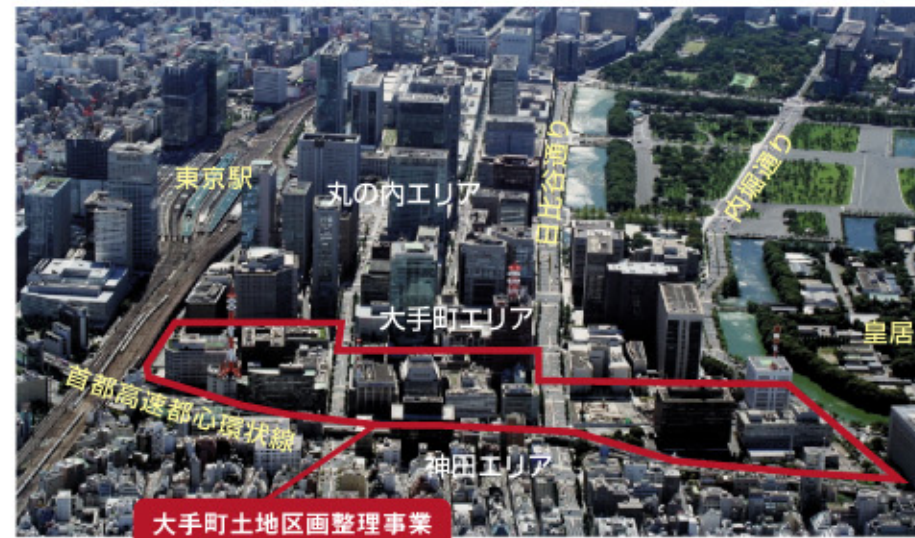 東京駅
丸の内エリア
日比谷通り
内堀通り
大手町エリア
皇居
首都高速都心環状線
神田エリア
大手町土地区画整理事業